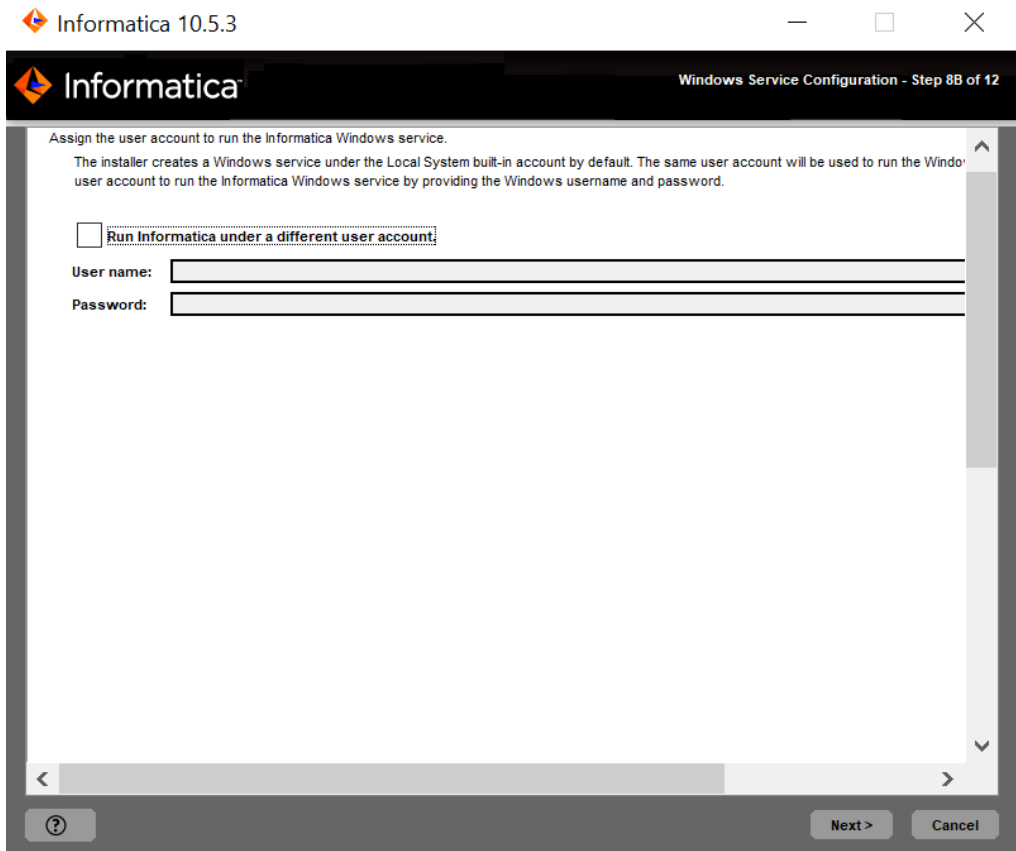 Informatica 10.5.3
Informatica
Windows Service Configuration - Step 8B of 12
Assign the user account to run the Informatica Windows service.
The installer creates a Windows service under the Local System built-in account by default. The same user account will be used to run the Windo
user account to run the Informatica Windows service by providing the Windows username and password.
Run Informatica under a different user account.
User name:
Password:
Next >
Cancel